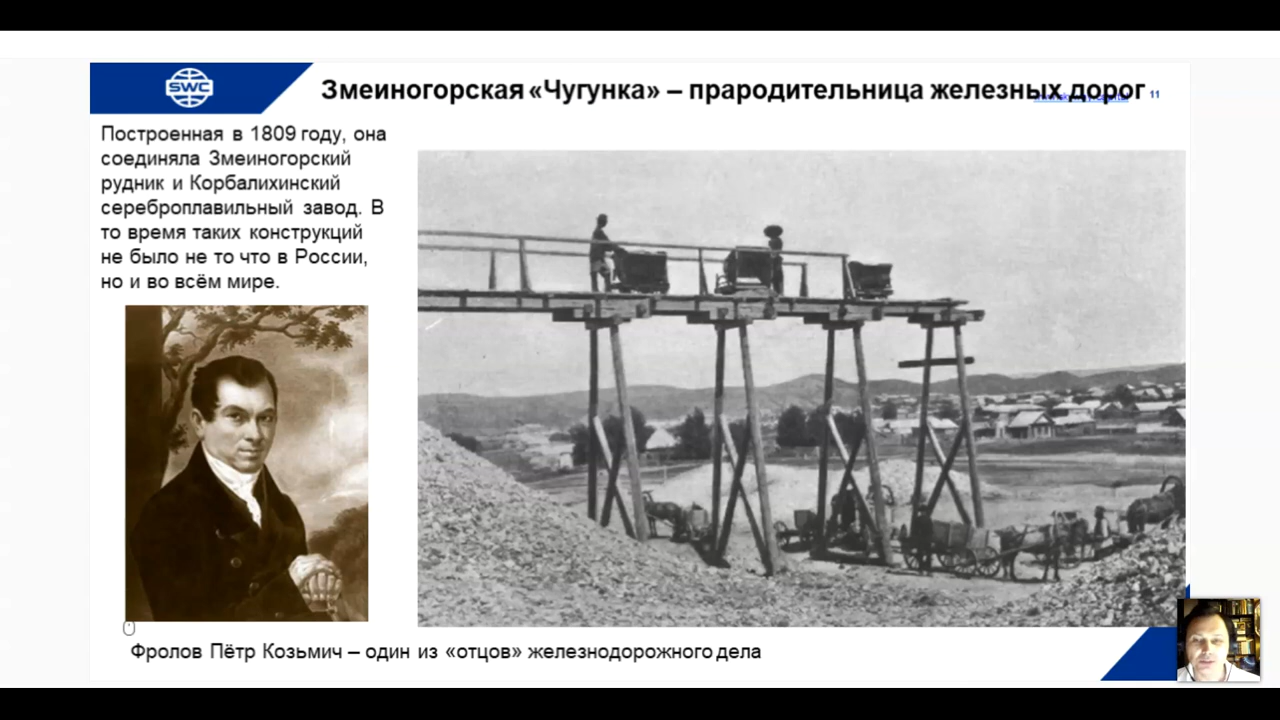 SWC
Змеиногорская «Чугунка» – прародительница железных дорог
11
Построенная в 1809 году, она
соединяла Змеиногорский
рудник и Корбалихинский
сереброплавильный завод. В
то время таких конструкций
не было не то что в России,
но и во всём мире.
Фролов Пётр Козьмич – один из «отцов» железнодорожного дела